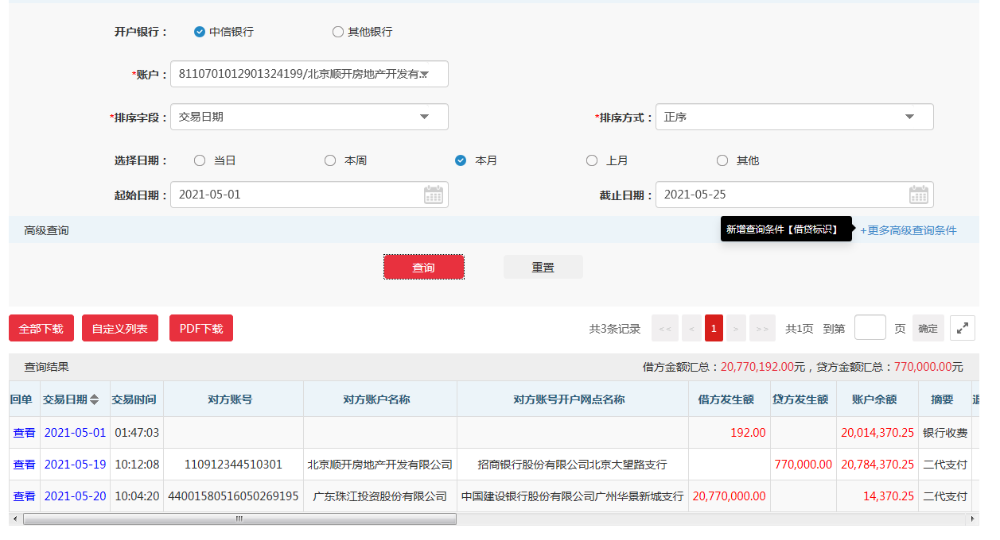 开户银行： 中信银行 其他银行
*账户： 8110701012901324199/北京顺开房地产开发有...
*排序字段： 交易日期 *排序方式： 正序
选择日期： 当日 本周 本月 上月 其他
起始日期： 2021-05-01 截止日期： 2021-05-25
高级查询 新增查询条件【借贷标识】 +更多高级查询条件
查询 重置
全部下载 自定义列表 PDF下载 共3条记录 << < 1 > >> 共1页 到第 页 确定
查询结果 借方金额汇总：20,770,192.00元，贷方金额汇总：770,000.00元
回单 交易日期 交易时间 对方账号 对方账户名称 对方账号开户网点名称 借方发生额 贷方发生额 账户余额 摘要
查看 2021-05-01 01:47:03 192.00 20,014,370.25 银行收费
查看 2021-05-19 10:12:08 110912344510301 北京顺开房地产开发有限公司 招商银行股份有限公司北京大望路支行 770,000.00 20,784,370.25 二代支付
查看 2021-05-20 10:04:20 44001580516050269195 广东珠江投资股份有限公司 中国建设银行股份有限公司广州华景新城支行 20,770,000.00 14,370.25 二代支付